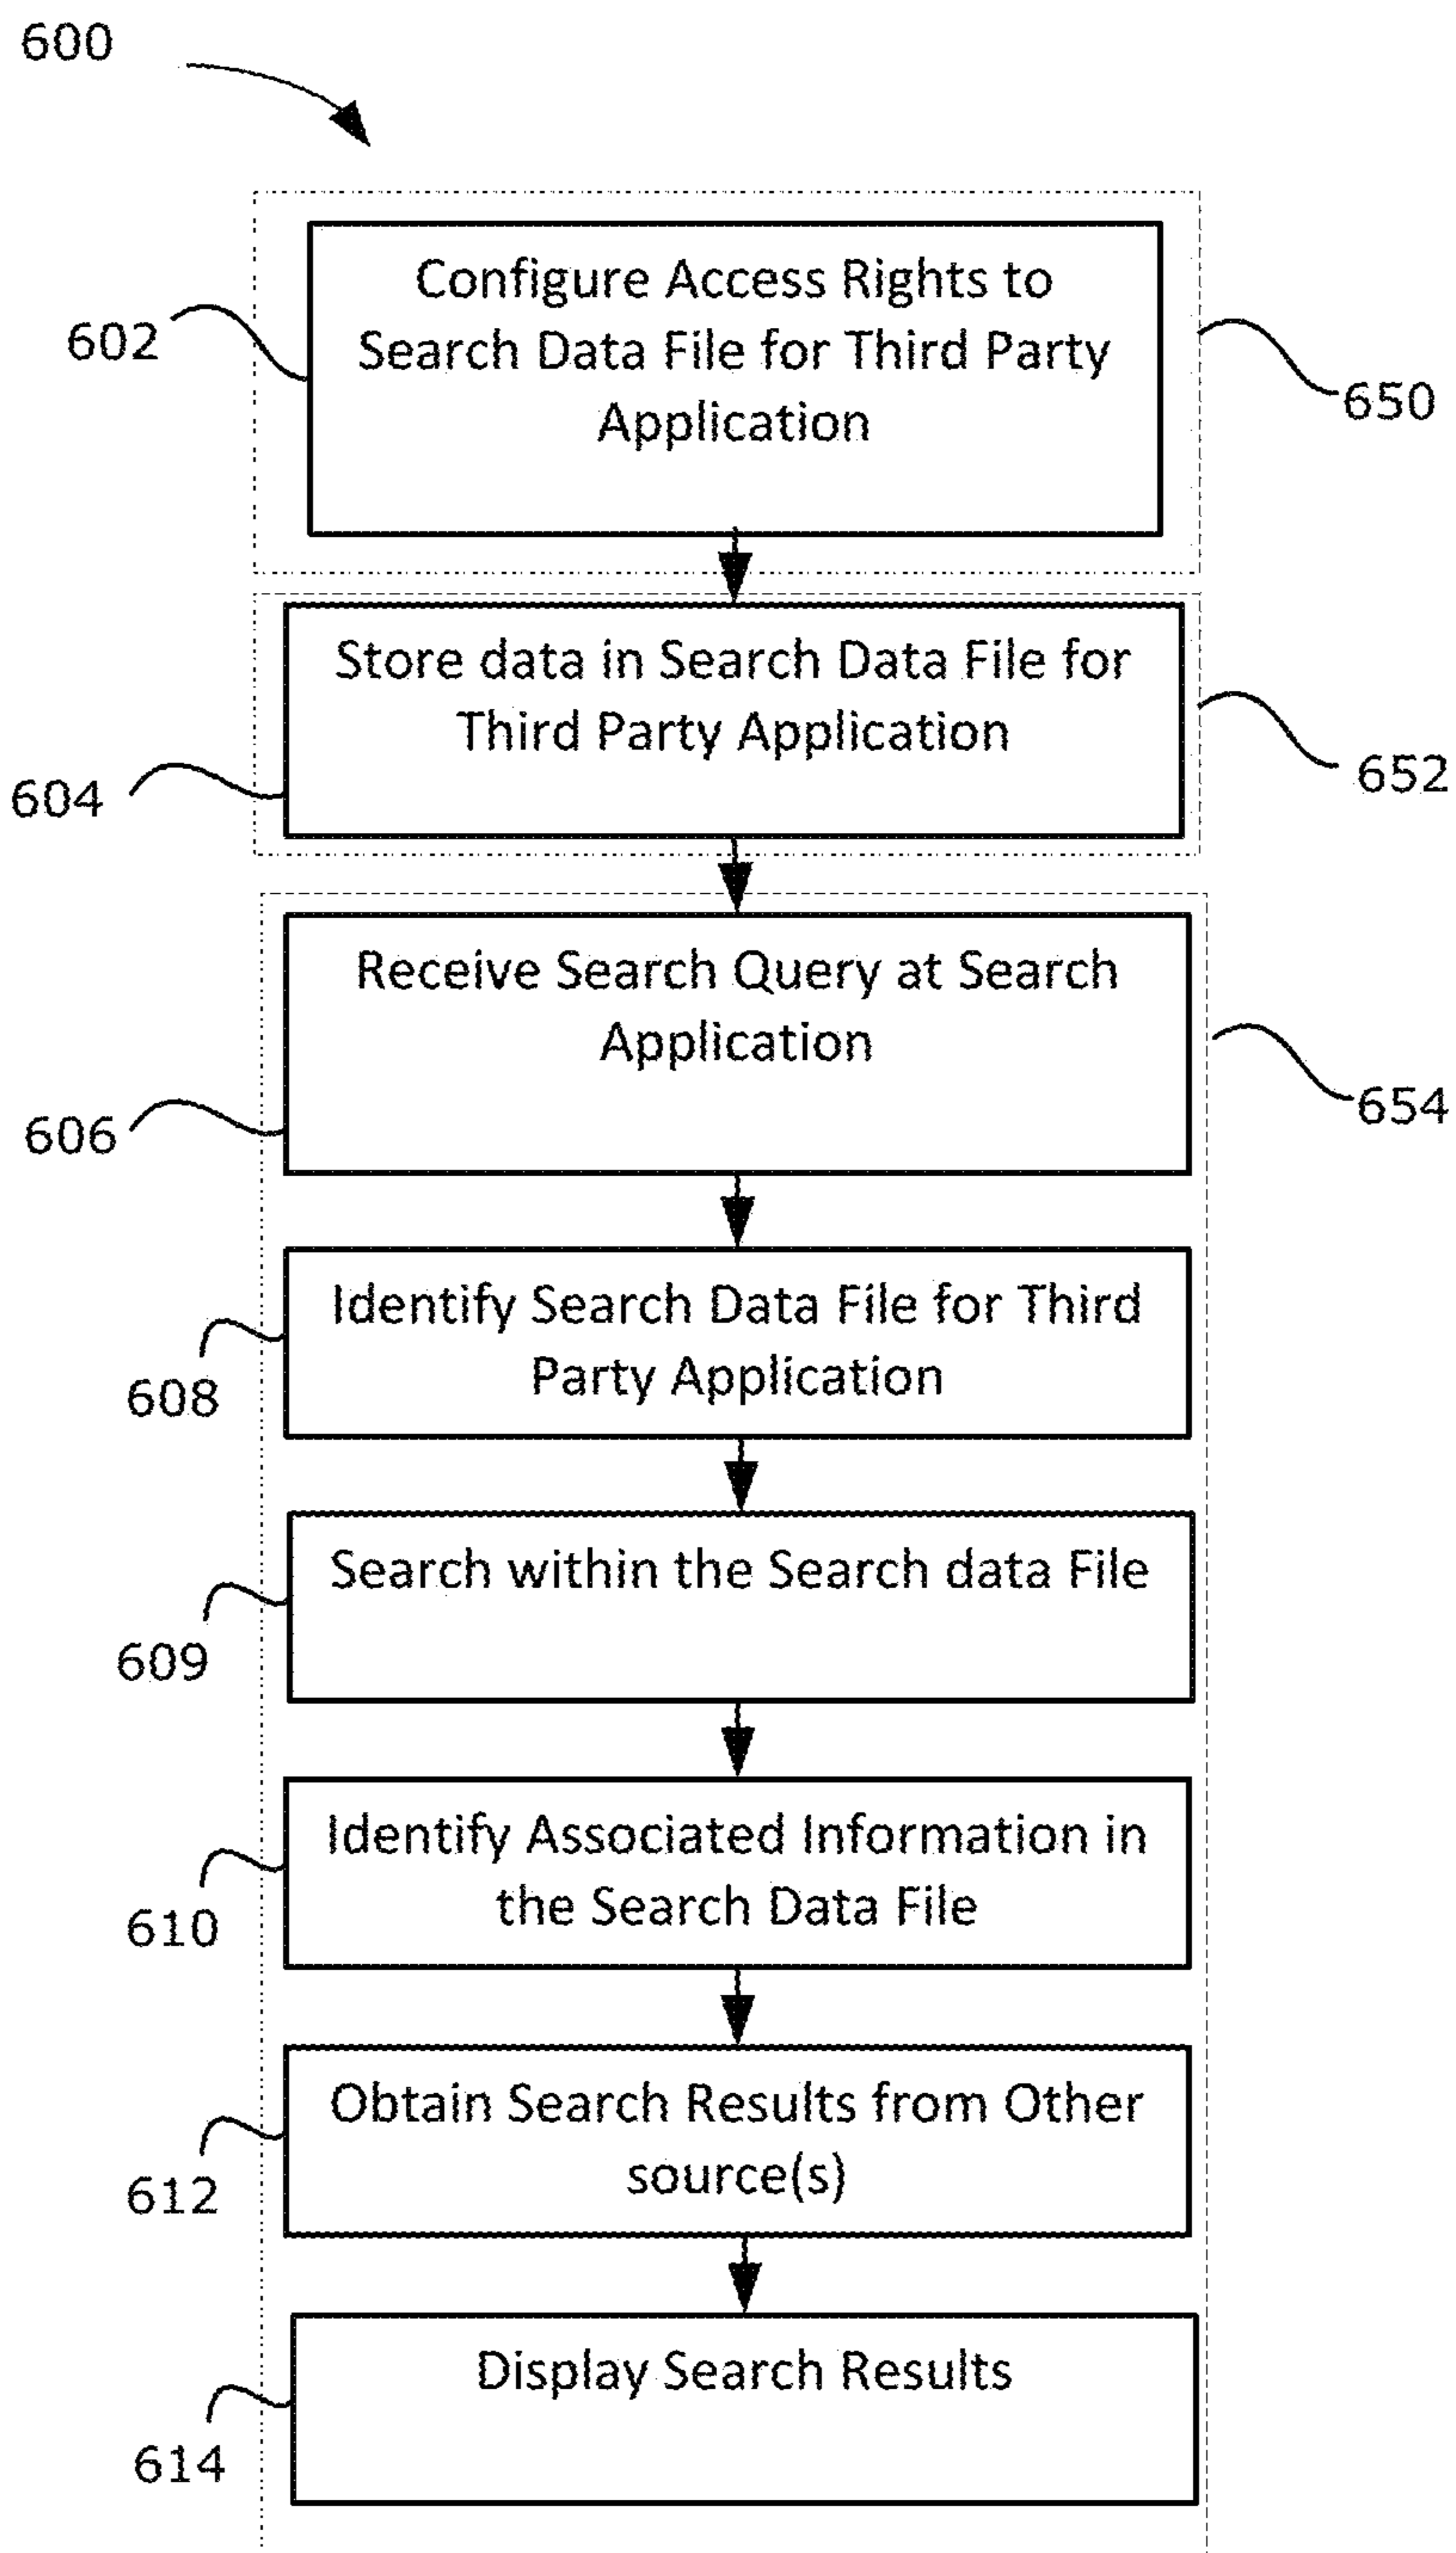 600
Configure Access Rights to
Search Data File for Third Party
Application
602
650
Store data in Search Data File for
Third Party Application
604
652
Receive Search Query at Search
Application
606
654
Identify Search Data File for Third
Party Application
608
Search within the Search data File
609
Identify Associated Information in
the Search Data File
610
Obtain Search Results from Other
source(s)
612
Display Search Results
614